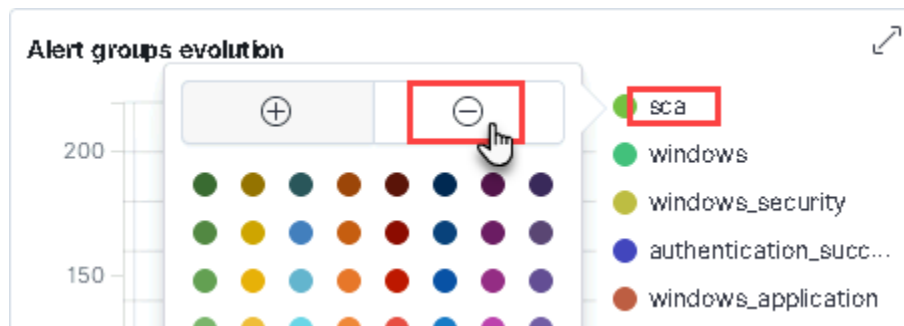 Alert groups evolution
200
150
sca
windows
windows_security
authentication_succ...
windows_application